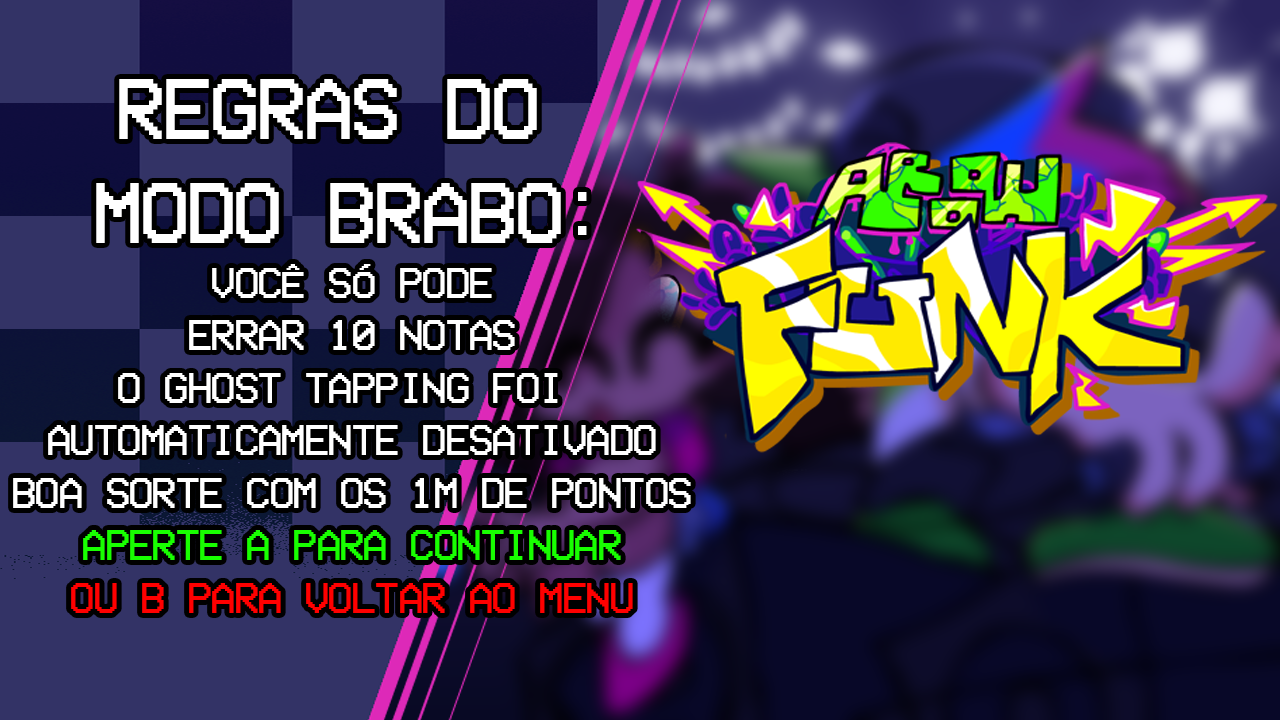 REGRAS DO
MODO BRABO:
VOCÊ SÓ PODE
ERRAR 10 NOTAS
O GHOST TAPPING FOI
AUTOMATICAMENTE DESATIVADO
BOA SORTE COM OS 1M DE PONTOS
APERTE A PARA CONTINUAR
OU B PARA VOLTAR AO MENU
FUNK